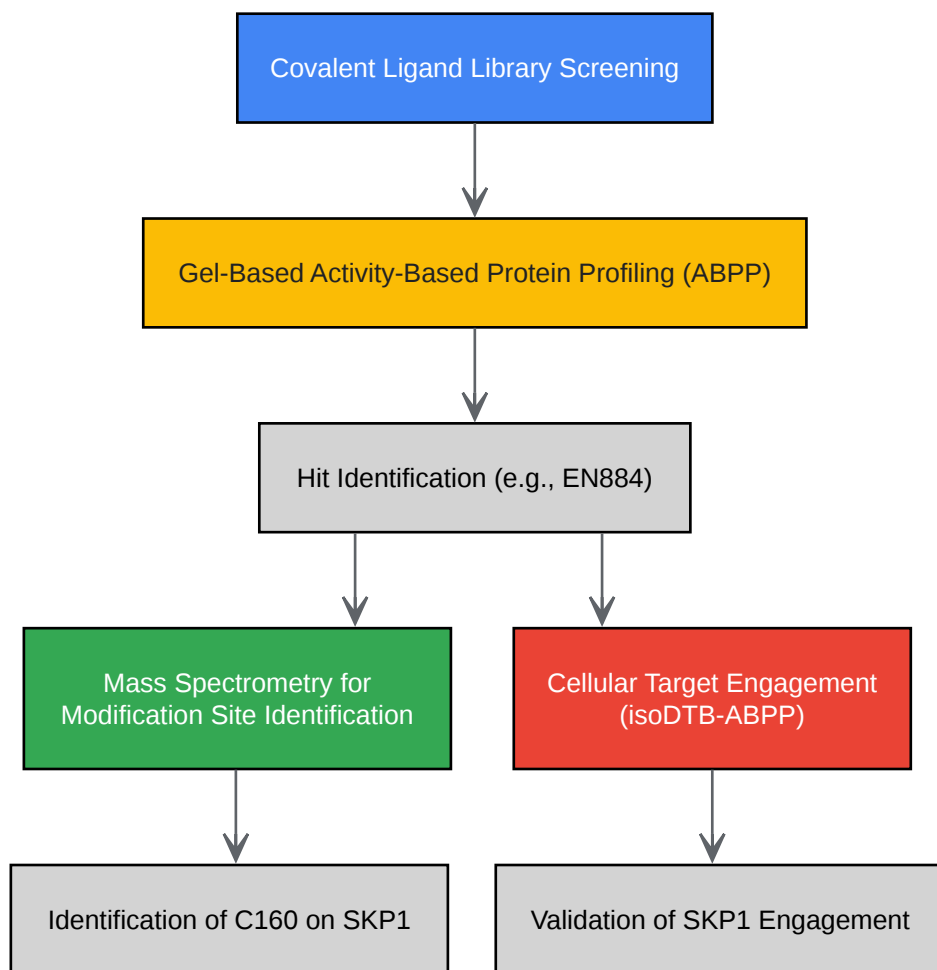 Covalent Ligand Library Screening
Gel-Based Activity-Based Protein Profiling (ABPP)
Hit Identification (e.g., EN884)
Mass Spectrometry for
Modification Site Identification
Cellular Target Engagement
(isoDTB-ABPP)
Identification of C160 on SKP1
Validation of SKP1 Engagement